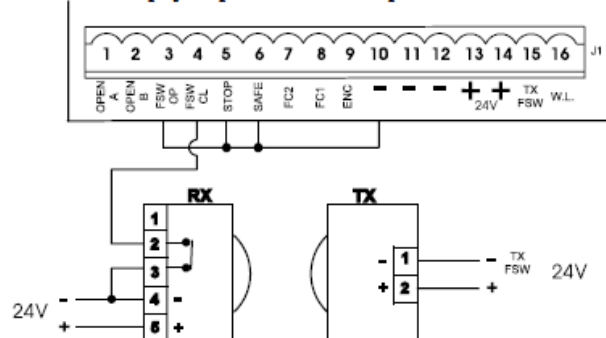 1 2 3 4 5 6 7 8 9 10 11 12 13 14 15 16 J1
OPEN A
OPEN B
FSW OP
FSW CL
STOP
SAFE
FC2
FC1
ENC
- - -
+ +
24V
TX FSW
W.L.
RX
TX
1
2
3
4 -
5 +
24V - +
- 1
+ 2
- TX FSW
+
24V